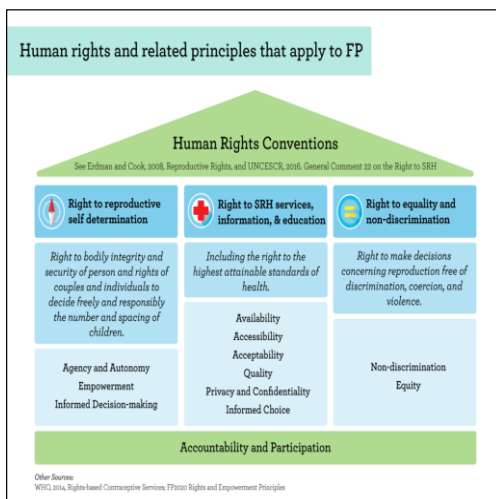 Human rights and related principles that apply to FP
Human Rights Conventions
See Erdman and Cook, 2008, Reproductive Rights, and UNCESCR, 2016. General Comment 22 on the Right to SRH
Right to reproductive
self determination
Right to bodily integrity and
security of person and rights of
couples and individuals to
decide freely and responsibly
the number and spacing of
children.
Agency and Autonomy
Empowerment
Informed Decision-making
Right to SRH services,
information, & education
Including the right to the
highest attainable standards of
health.
Availability
Accessibility
Acceptability
Quality
Privacy and Confidentiality
Informed Choice
Right to equality and
non-discrimination
Right to make decisions
concerning reproduction free of
discrimination, coercion, and
violence.
Non-discrimination
Equity
Accountability and Participation
Other Sources:
WHO, 2014, Rights-based Contraceptive Services; FP2020 Rights and Empowerment Principles